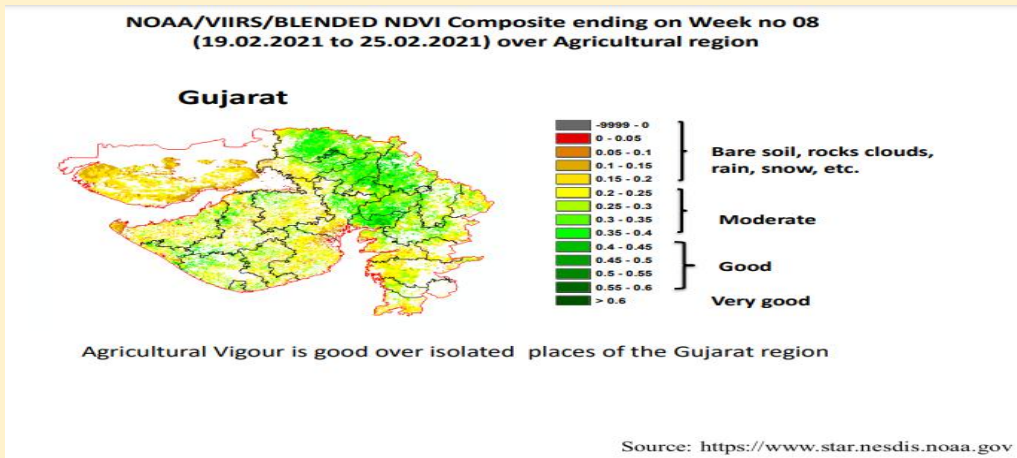 NOAA/VIIRS/BLENDED NDVI Composite ending on Week no 08
(19.02.2021 to 25.02.2021) over Agricultural region
Gujarat
-9999 - 0
0 - 0.05
0.05 - 0.1
0.1 - 0.15
0.15 - 0.2
0.2 - 0.25
0.25 - 0.3
0.3 - 0.35
0.35 - 0.4
0.4 - 0.45
0.45 - 0.5
0.5 - 0.55
0.55 - 0.6
> 0.6
Bare soil, rocks clouds,
rain, snow, etc.
Moderate
Good
Very good
Agricultural Vigour is good over isolated places of the Gujarat region
Source: https://www.star.nesdis.noaa.gov